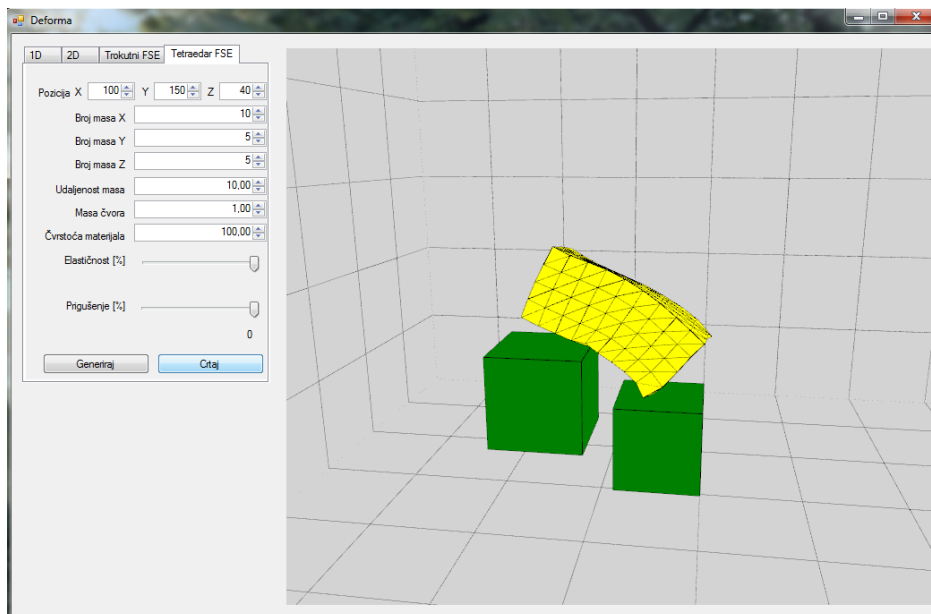 Deforma
1D 2D Trokutni FSE Tetraedar FSE
Pozicija X 100 Y 150 Z 40
Broj masa X 10
Broj masa Y 5
Broj masa Z 5
Udaljenost masa 10,00
Masa čvora 1,00
Čvrstoća materijala 100,00
Elastičnost [%]
Prigušenje [%]
0
Generiraj Crtaj